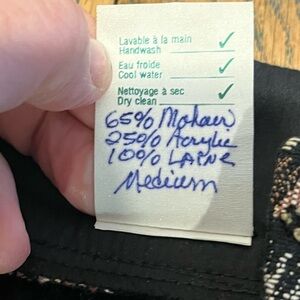 Lavable à la main
Handwash ✓
Eau froide
Cool water ✓
Nettoyage à sec
Dry clean ✓
65% Mohair
25% Acrylic
10% LAINE
Medium